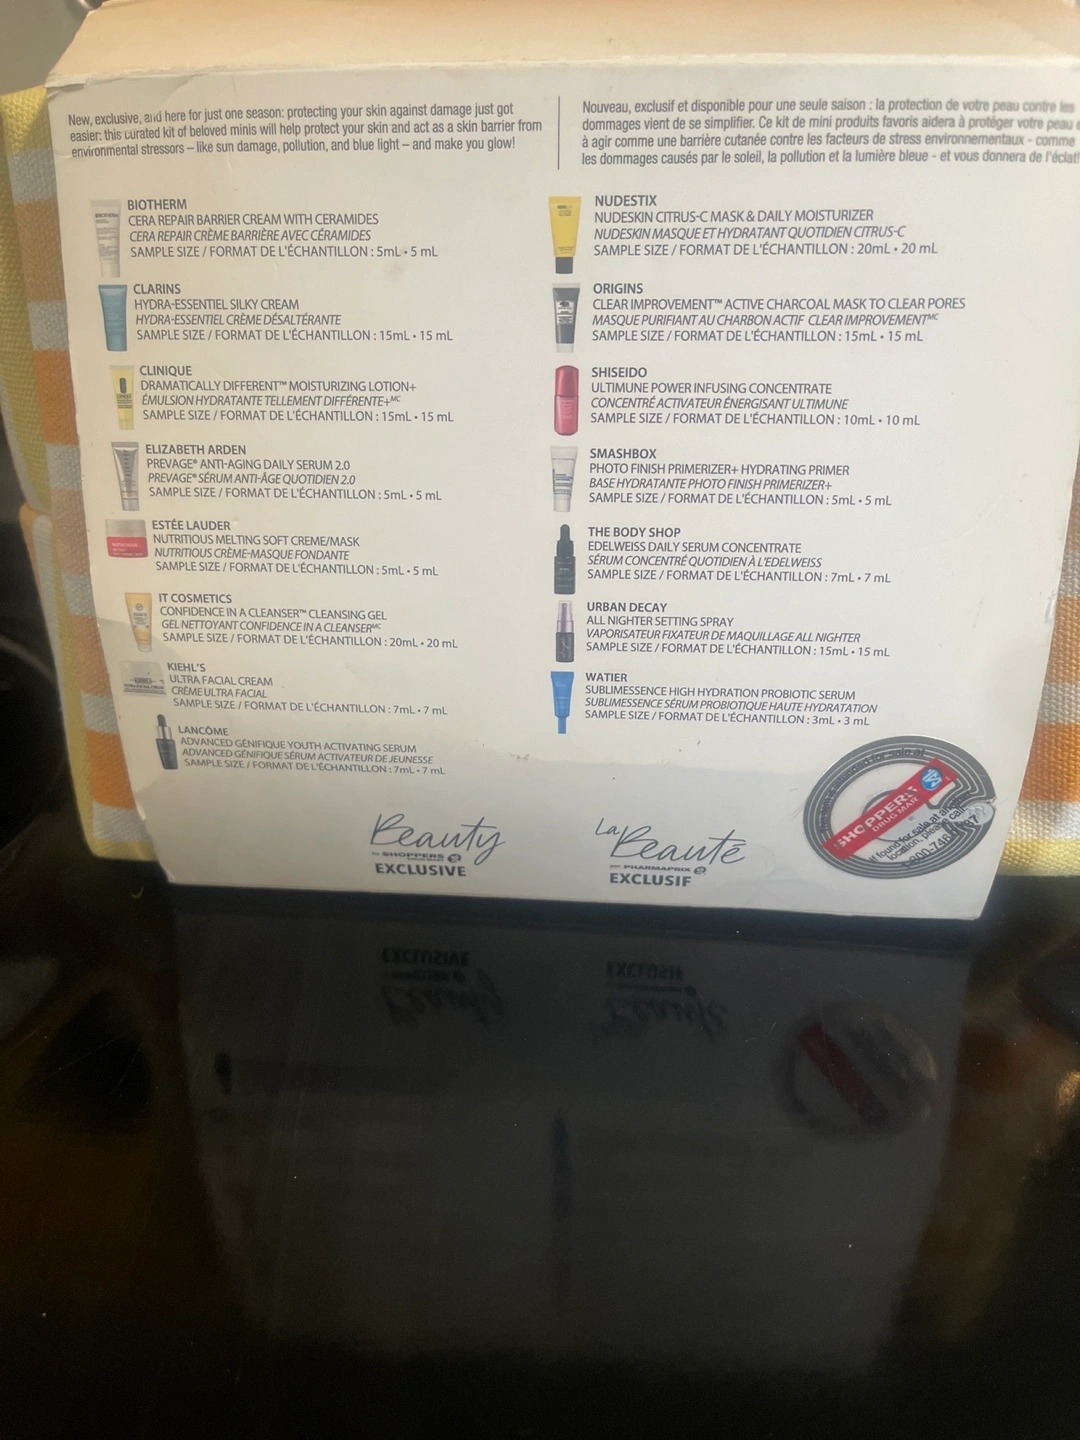 New, exclusive, and here for just one season: protecting your skin against damage just got
easier: this curated kit of beloved minis will help protect your skin and act as a skin barrier from
environmental stressors – like sun damage, pollution, and blue light – and make you glow!
Nouveau, exclusif et disponible pour une seule saison : la protection de votre peau contre les
dommages vient de se simplifier. Ce kit de mini produits favoris aidera à protéger votre peau e
à agir comme une barrière cutanée contre les facteurs de stress environnementaux - comme
les dommages causés par le soleil, la pollution et la lumière bleue - et vous donnera de l'éclat!
BIOTHERM
CERA REPAIR BARRIER CREAM WITH CERAMIDES
CERA REPAIR CRÈME BARRIÈRE AVEC CÉRAMIDES
SAMPLE SIZE / FORMAT DE L'ÉCHANTILLON : 5mL • 5 mL
CLARINS
HYDRA-ESSENTIEL SILKY CREAM
HYDRA-ESSENTIEL CRÈME DÉSALTÉRANTE
SAMPLE SIZE / FORMAT DE L'ÉCHANTILLON : 15mL • 15 mL
CLINIQUE
DRAMATICALLY DIFFERENT™ MOISTURIZING LOTION+
ÉMULSION HYDRATANTE TELLEMENT DIFFÉRENTE+ᴹᶜ
SAMPLE SIZE / FORMAT DE L'ÉCHANTILLON : 15mL • 15 mL
ELIZABETH ARDEN
PREVAGE® ANTI-AGING DAILY SERUM 2.0
PREVAGE® SÉRUM ANTI-ÂGE QUOTIDIEN 2.0
SAMPLE SIZE / FORMAT DE L'ÉCHANTILLON : 5mL • 5 mL
ESTÉE LAUDER
NUTRITIOUS MELTING SOFT CREME/MASK
NUTRITIOUS CRÈME-MASQUE FONDANTE
SAMPLE SIZE / FORMAT DE L'ÉCHANTILLON : 5mL • 5 mL
IT COSMETICS
CONFIDENCE IN A CLEANSER™ CLEANSING GEL
GEL NETTOYANT CONFIDENCE IN A CLEANSERᴹᶜ
SAMPLE SIZE / FORMAT DE L'ÉCHANTILLON : 20mL • 20 mL
KIEHL'S
ULTRA FACIAL CREAM
CRÈME ULTRA FACIAL
SAMPLE SIZE / FORMAT DE L'ÉCHANTILLON : 7mL • 7 mL
LANCÔME
ADVANCED GÉNIFIQUE YOUTH ACTIVATING SERUM
ADVANCED GÉNIFIQUE SÉRUM ACTIVATEUR DE JEUNESSE
SAMPLE SIZE / FORMAT DE L'ÉCHANTILLON : 7mL • 7 mL
NUDESTIX
NUDESKIN CITRUS-C MASK & DAILY MOISTURIZER
NUDESKIN MASQUE ET HYDRATANT QUOTIDIEN CITRUS-C
SAMPLE SIZE / FORMAT DE L'ÉCHANTILLON : 20mL • 20 mL
ORIGINS
CLEAR IMPROVEMENT™ ACTIVE CHARCOAL MASK TO CLEAR PORES
MASQUE PURIFIANT AU CHARBON ACTIF CLEAR IMPROVEMENTᴹᶜ
SAMPLE SIZE / FORMAT DE L'ÉCHANTILLON : 15mL • 15 mL
SHISEIDO
ULTIMUNE POWER INFUSING CONCENTRATE
CONCENTRÉ ACTIVATEUR ÉNERGISANT ULTIMUNE
SAMPLE SIZE / FORMAT DE L'ÉCHANTILLON : 10mL • 10 mL
SMASHBOX
PHOTO FINISH PRIMERIZER+ HYDRATING PRIMER
BASE HYDRATANTE PHOTO FINISH PRIMERIZER+
SAMPLE SIZE / FORMAT DE L'ÉCHANTILLON : 5mL • 5 mL
THE BODY SHOP
EDELWEISS DAILY SERUM CONCENTRATE
SÉRUM CONCENTRÉ QUOTIDIEN À L'EDELWEISS
SAMPLE SIZE / FORMAT DE L'ÉCHANTILLON : 7mL • 7 mL
URBAN DECAY
ALL NIGHTER SETTING SPRAY
VAPORISATEUR FIXATEUR DE MAQUILLAGE ALL NIGHTER
SAMPLE SIZE / FORMAT DE L'ÉCHANTILLON : 15mL • 15 mL
WATIER
SUBLIMESSENCE HIGH HYDRATION PROBIOTIC SERUM
SUBLIMESSENCE SÉRUM PROBIOTIQUE HAUTE HYDRATATION
SAMPLE SIZE / FORMAT DE L'ÉCHANTILLON : 3mL • 3 mL
Beauty
by SHOPPERS
EXCLUSIVE
La Beauté
par PHARMAPRIX
EXCLUSIF
SHOPPERS
DRUG MART
If found for sale at
location, please call